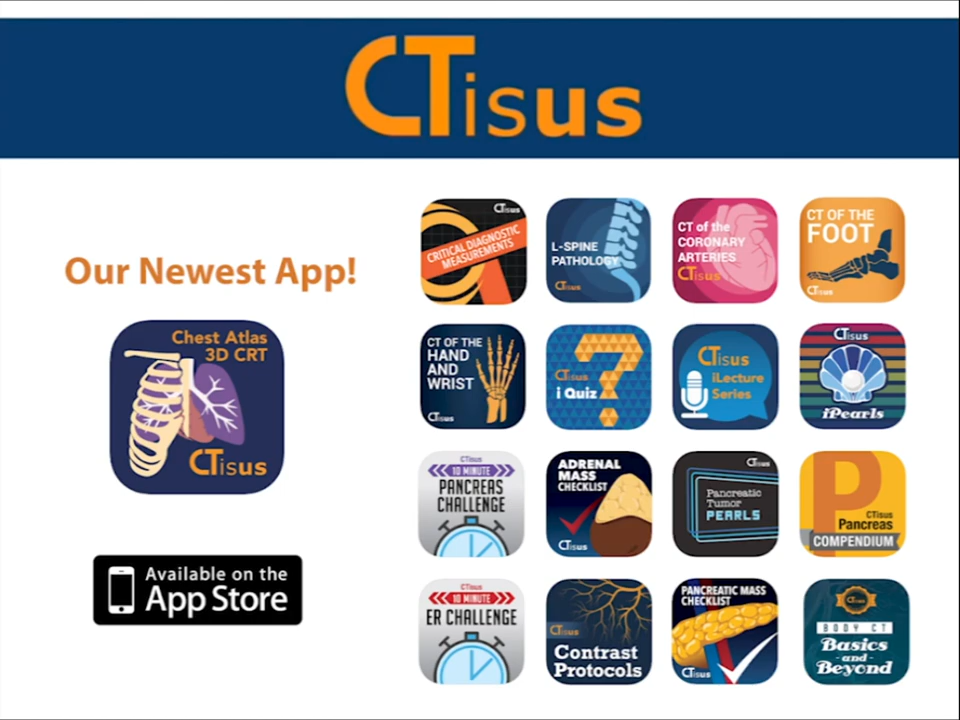 CTisus
Our Newest App!
Chest Atlas
3D CRT
CTisus
Available on the
App Store
CTisus
CRITICAL DIAGNOSTIC
MEASUREMENTS
L-SPINE
PATHOLOGY
CTisus
CT of the
CORONARY
ARTERIES
CTisus
CT OF THE
FOOT
CTisus
CT OF THE
HAND
AND
WRIST
CTisus
CTisus
i Quiz
CTisus
iLecture
Series
CTisus
iPearls
CTisus
10 MINUTE
PANCREAS
CHALLENGE
ADRENAL
MASS
CHECKLIST
CTisus
CTisus
Pancreatic
Tumor
PEARLS
P
CTisus
Pancreas
COMPENDIUM
CTisus
10 MINUTE
ER CHALLENGE
CTisus
Contrast
Protocols
PANCREATIC MASS
CHECKLIST
CTisus
CTisus
BODY CT
Basics
-and-
Beyond